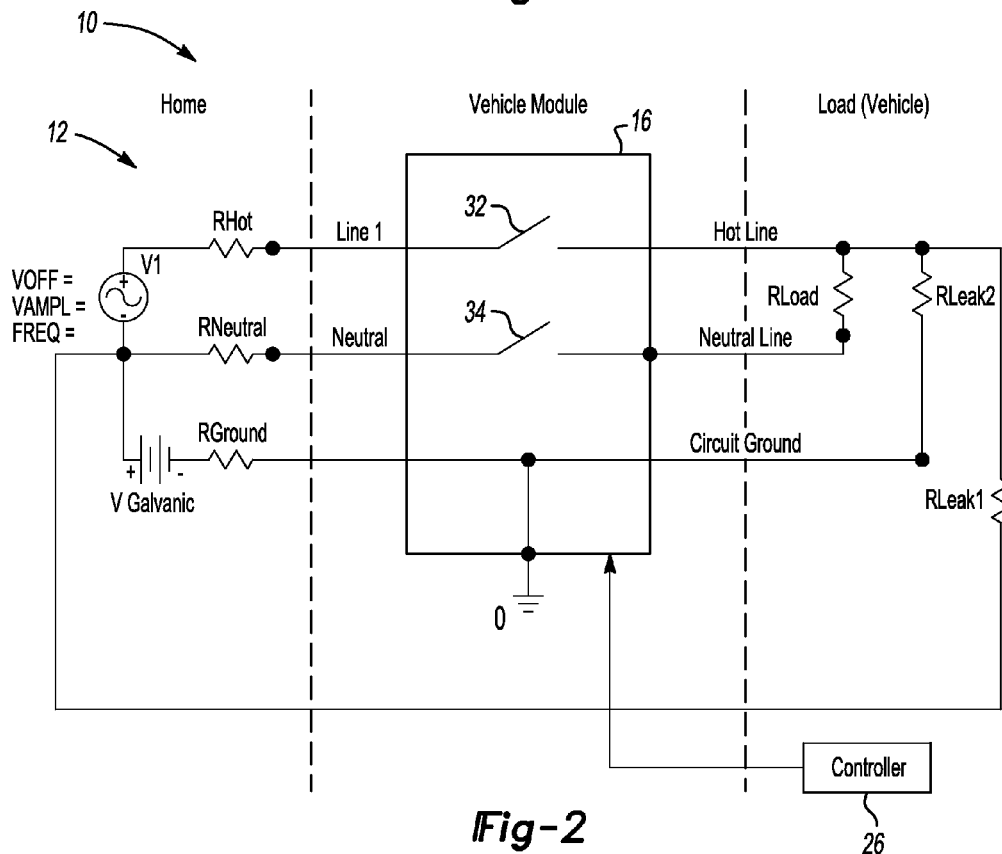 10
Home
Vehicle Module
Load (Vehicle)
12
16
32
RHot
Line 1
Hot Line
V1
+
-
VOFF =
VAMPL =
FREQ =
RLoad
RLeak2
34
RNeutral
Neutral
Neutral Line
RGround
Circuit Ground
+
-
V Galvanic
RLeak1
0
Controller
Fig-2
26